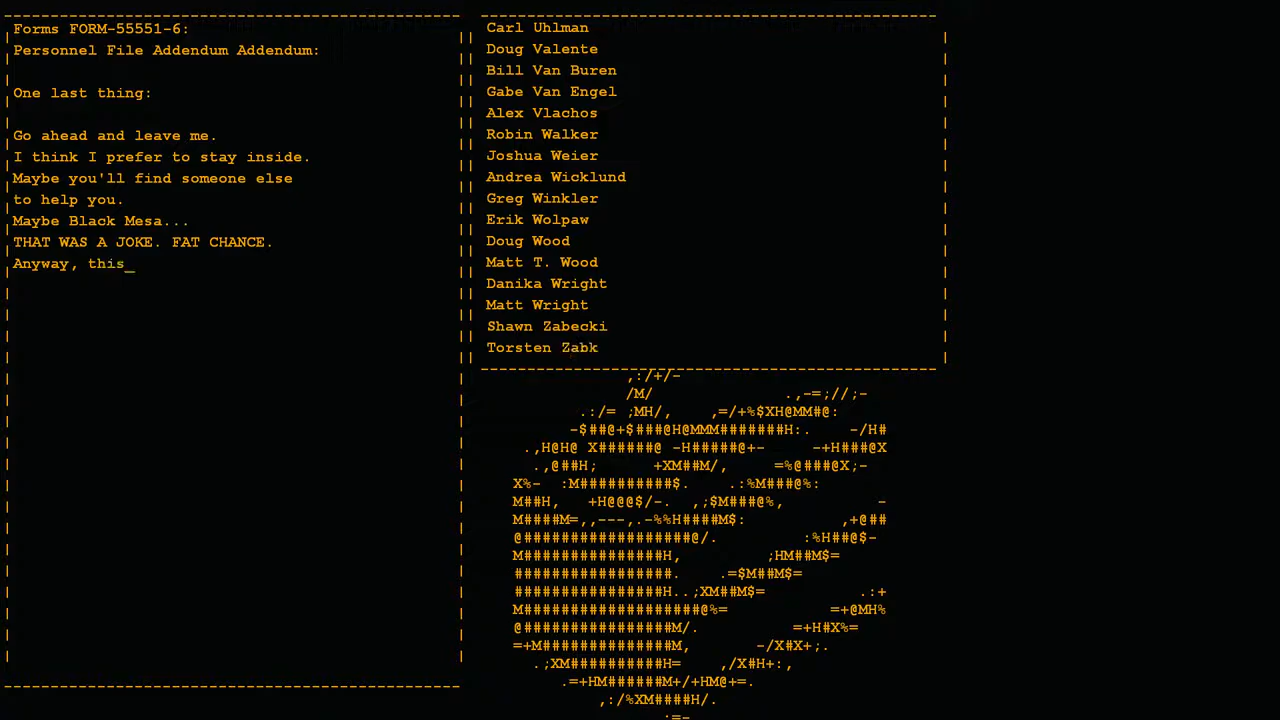 Forms FORM-55551-6:
Personnel File Addendum Addendum:
One last thing:
Go ahead and leave me.
I think I prefer to stay inside.
Maybe you'll find someone else
to help you.
Maybe Black Mesa...
THAT WAS A JOKE. FAT CHANCE.
Anyway, this_
Carl Uhlman
Doug Valente
Bill Van Buren
Gabe Van Engel
Alex Vlachos
Robin Walker
Joshua Weier
Andrea Wicklund
Greg Winkler
Erik Wolpaw
Doug Wood
Matt T. Wood
Danika Wright
Matt Wright
Shawn Zabecki
Torsten Zabk